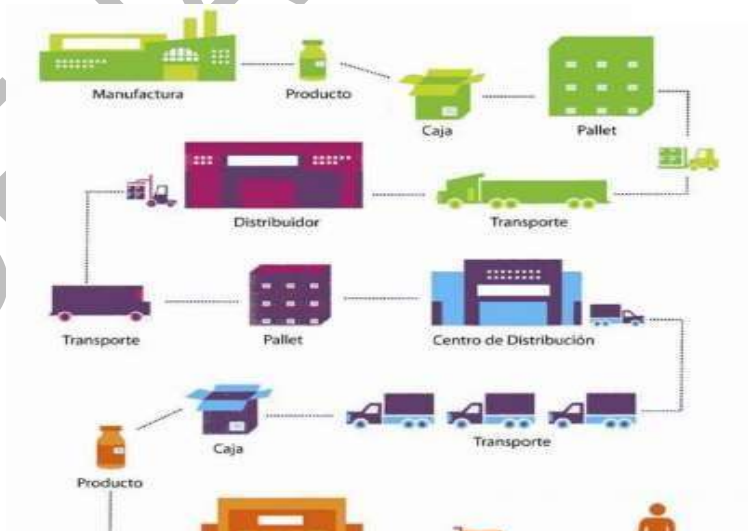 Manufactura
Producto
Caja
Pallet
Distribuidor
Transporte
Transporte
Pallet
Centro de Distribución
Caja
Transporte
Producto